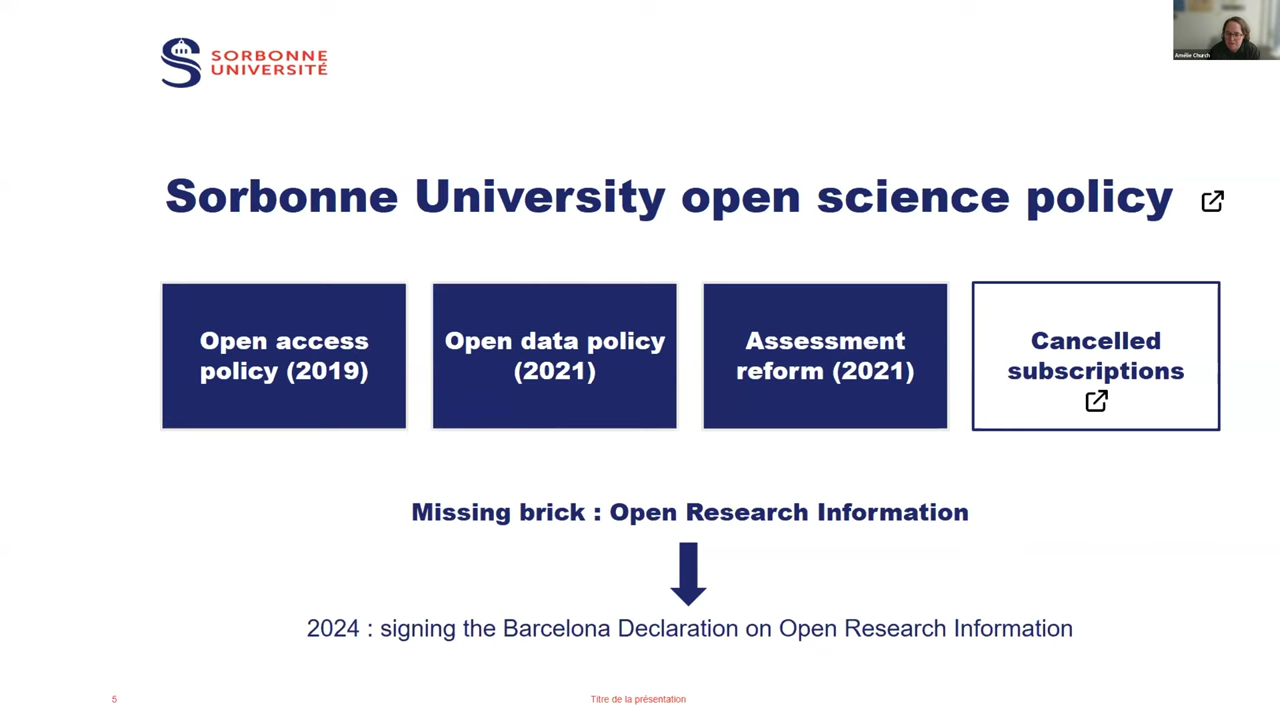 SORBONNE
UNIVERSITÉ
Amélie Church
Sorbonne University open science policy
Open access
policy (2019)
Open data policy
(2021)
Assessment
reform (2021)
Cancelled
subscriptions
Missing brick : Open Research Information
2024 : signing the Barcelona Declaration on Open Research Information
5
Titre de la présentation